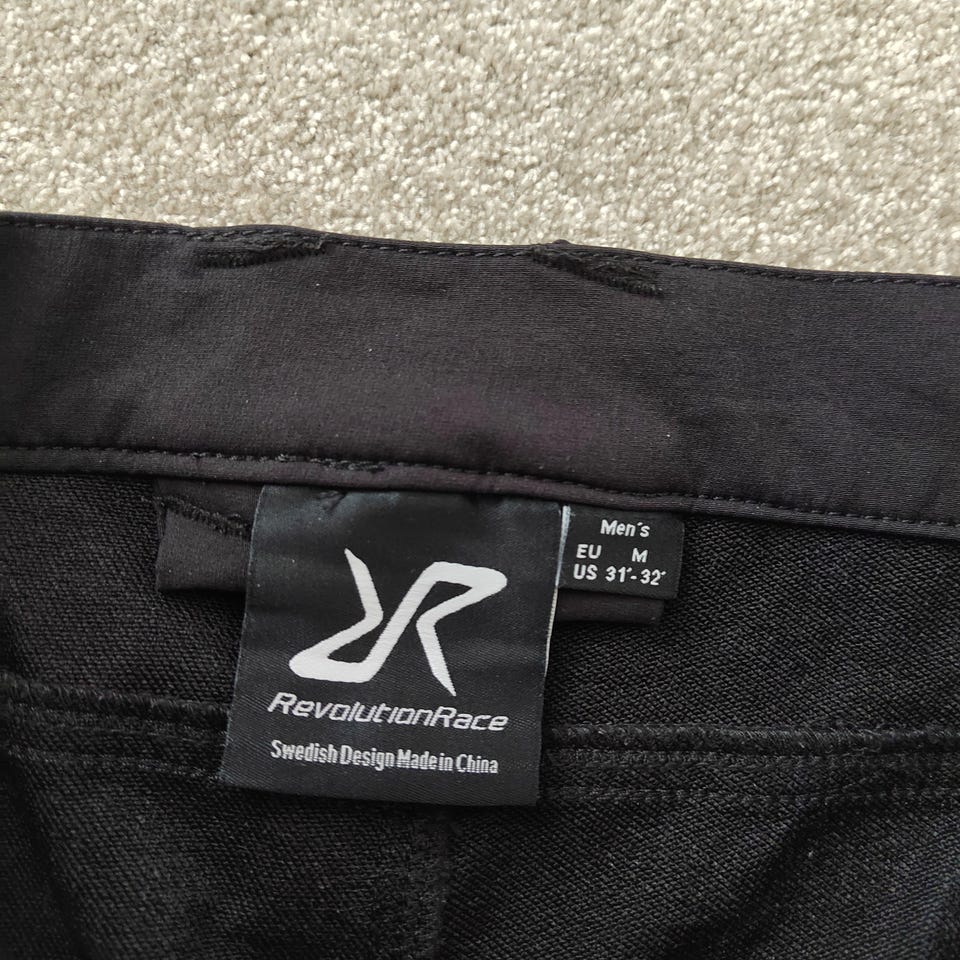 RevolutionRace
Swedish Design Made in China
Men's
EU M
US 31"-32"